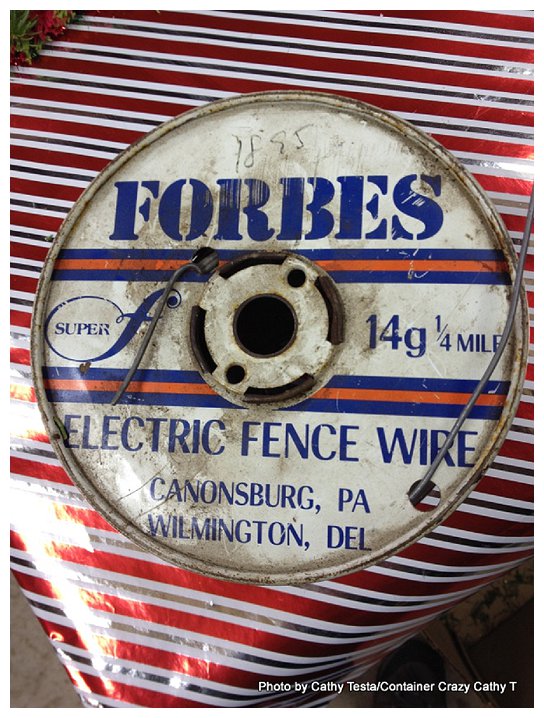 1895
FORBES
SUPER f
14g 1/4 MILE
ELECTRIC FENCE WIRE
CANONSBURG, PA
WILMINGTON, DEL
Photo by Cathy Testa/Container Crazy Cathy T